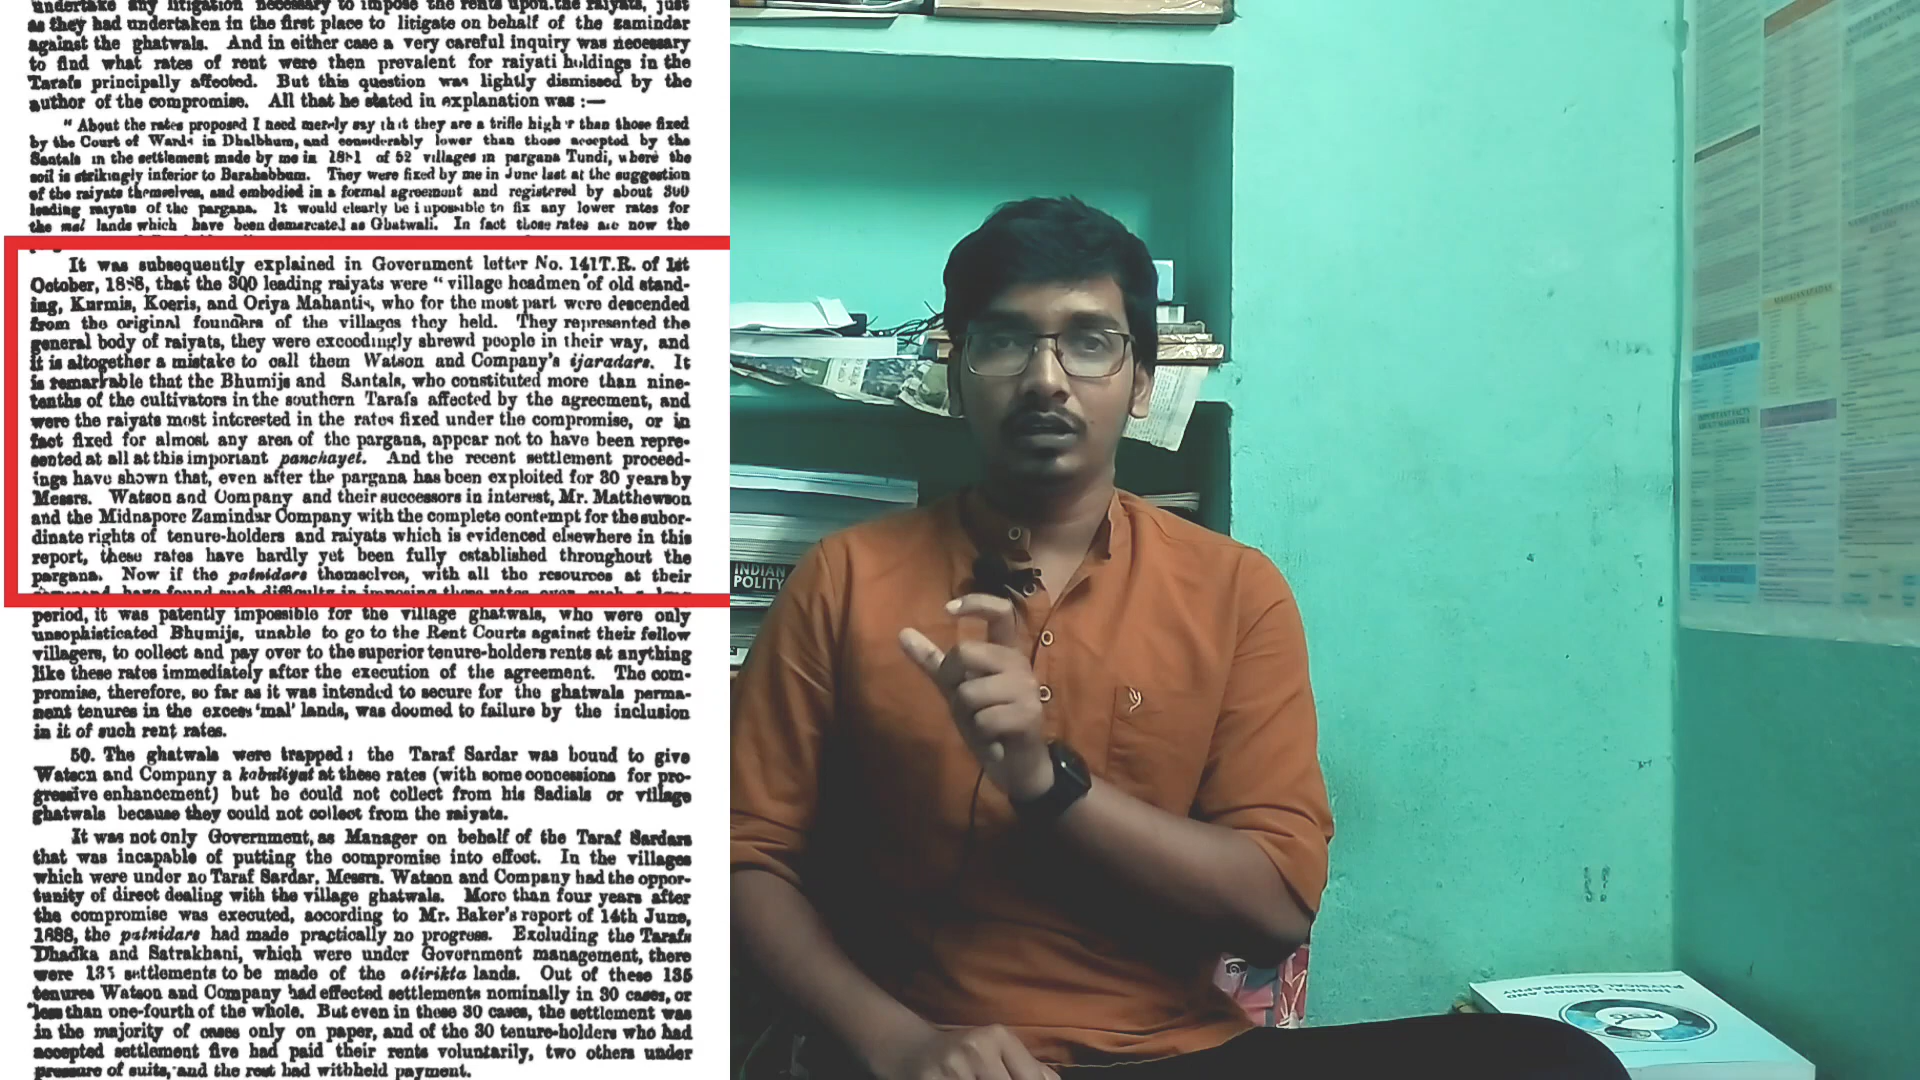 undertake any litigation necessary to impose the rents upon the raiyats, just
as they had undertaken in the first place to litigate on behalf of the zamindar
against the ghatwals. And in either case a very careful inquiry was necessary
to find what rates of rent were then prevalent for raiyati holdings in the
Tarafs principally affected. But this question was lightly dismissed by the
author of the compromise. All that he stated in explanation was :—
" About the rates proposed I need merely say that they are a trifle higher than those fixed
by the Court of Wards in Dhalbhum, and considerably lower than those accepted by the
Santals in the settlement made by me in 1881 of 52 villages in pargana Tundi, where the
soil is strikingly inferior to Barahabhum. They were fixed by me in June last at the suggestion
of the raiyats themselves, and embodied in a formal agreement and registered by about 300
leading raiyats of the pargana. It would clearly be impossible to fix any lower rates for
the mal lands which have been demarcated as Ghatwali. In fact those rates are now the
It was subsequently explained in Government letter No. 141T.R. of 1st
October, that the 300 leading raiyats were " village headmen of old stand-
ing, Kurmis, Koeris, and Oriya Mahantis, who for the most part were descended
from the original founders of the villages they held. They represented the
general body of raiyats, they were exceedingly shrewd people in their way, and
it is altogether a mistake to call them Watson and Company's ijaradars. It
is remarkable that the Bhumijs and Santals, who constituted more than nine-
tenths of the cultivators in the southern Tarafs affected by the agreement, and
were the raiyats most interested in the rates fixed under the compromise, or in
fact fixed for almost any area of the pargana, appear not to have been repre-
sented at all at this important panchayet. And the recent settlement proceed-
ings have shown that, even after the pargana has been exploited for 30 years by
Messrs. Watson and Company and their successors in interest, Mr. Matthewson
and the Midnapore Zamindar Company with the complete contempt for the subor-
dinate rights of tenure-holders and raiyats which is evidenced elsewhere in this
report, these rates have hardly yet been fully established throughout the
pargana. Now if the patnidars themselves, with all the resources at their
command have found such difficulty in imposing these rates over such a long
period, it was patently impossible for the village ghatwals, who were only
unsophisticated Bhumijs, unable to go to the Rent Courts against their fellow
villagers, to collect and pay over to the superior tenure-holders rents at anything
like these rates immediately after the execution of the agreement. The com-
promise, therefore, so far as it was intended to secure for the ghatwals perma-
nent tenures in the excess 'mal' lands, was doomed to failure by the inclusion
in it of such rent rates.
50. The ghatwals were trapped; the Taraf Sardar was bound to give
Watson and Company a kabuliyat at these rates (with some concessions for pro-
gressive enhancement) but he could not collect from his Sadials or village
ghatwals because they could not collect from the raiyats.
It was not only Government, as Manager on behalf of the Taraf Sardars
that was incapable of putting the compromise into effect. In the villages
which were under no Taraf Sardar, Messrs. Watson and Company had the oppor-
tunity of direct dealing with the village ghatwals. More than four years after
the compromise was executed, according to Mr. Baker's report of 14th June,
1888, the patnidars had made practically no progress. Excluding the Tarafs
Dhadka and Satrakhani, which were under Government management, there
were 135 settlements to be made of the atirikta lands. Out of these 135
tenures Watson and Company had effected settlements nominally in 30 cases, or
less than one-fourth of the whole. But even in these 30 cases, the settlement was
in the majority of cases only on paper, and of the 30 tenure-holders who had
accepted settlement five had paid their rents voluntarily, two others under
pressure of suits, and the rest had withheld payment.
INDIAN
POLITY
INDIAN, HUMAN AND
PHYSICAL GEOGRAPHY